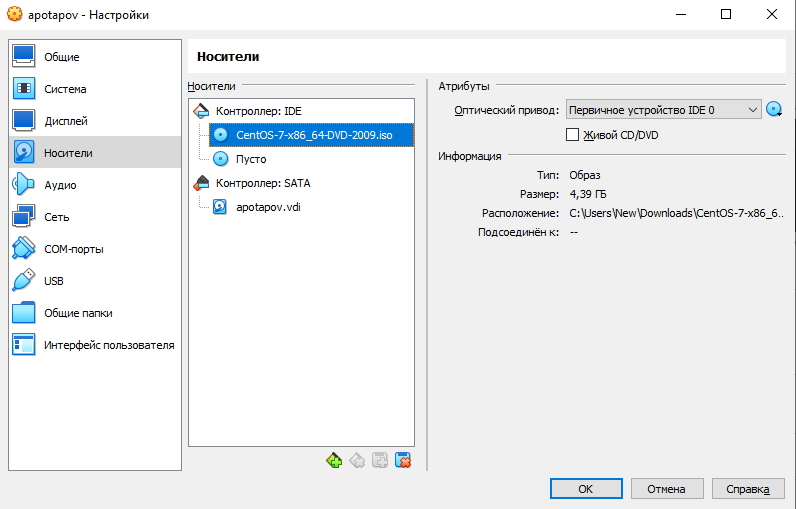 apotapov - Настройки
Общие
Система
Дисплей
Носители
Аудио
Сеть
COM-порты
USB
Общие папки
Интерфейс пользователя
Носители
Носители
Контроллер: IDE
CentOS-7-x86_64-DVD-2009.iso
Пусто
Контроллер: SATA
apotapov.vdi
Атрибуты
Оптический привод: Первичное устройство IDE 0
Живой CD/DVD
Информация
Тип: Образ
Размер: 4,39 ГБ
Расположение: C:\Users\New\Downloads\CentOS-7-x86_6...
Подсоединён к: --
OK Отмена Справка